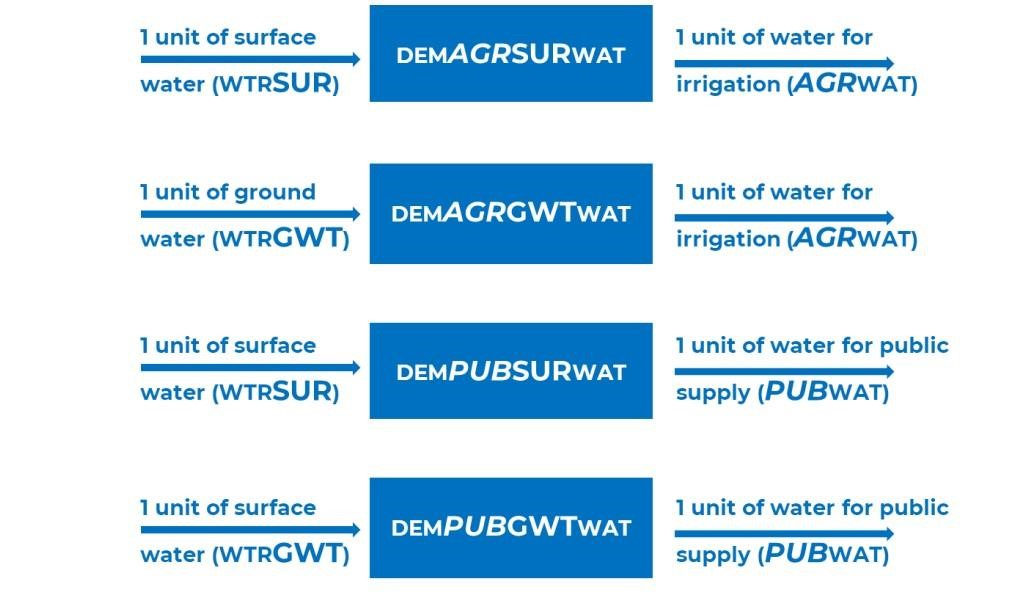 1 unit of surface
water (WTRSUR)
DEMAGRSURWAT
1 unit of water for
irrigation (AGRWAT)
1 unit of ground
water (WTRGWT)
DEMAGRGWTWAT
1 unit of water for
irrigation (AGRWAT)
1 unit of surface
water (WTRSUR)
DEMPUBSURWAT
1 unit of water for public
supply (PUBWAT)
1 unit of surface
water (WTRGWT)
DEMPUBGWTWAT
1 unit of water for public
supply (PUBWAT)